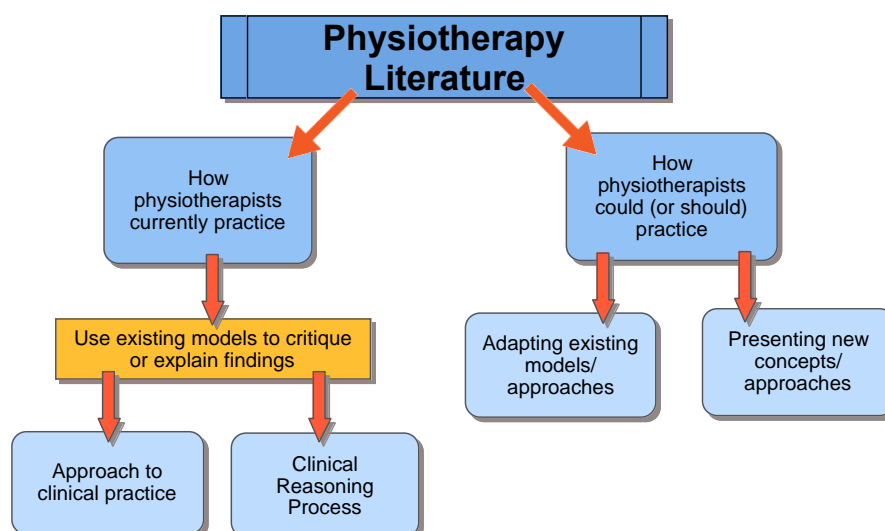 Physiotherapy
Literature
How
physiotherapists
currently practice
How
physiotherapists
could (or should)
practice
Use existing models to critique
or explain findings
Adapting existing
models/
approaches
Presenting new
concepts/
approaches
Approach to
clinical practice
Clinical
Reasoning
Process